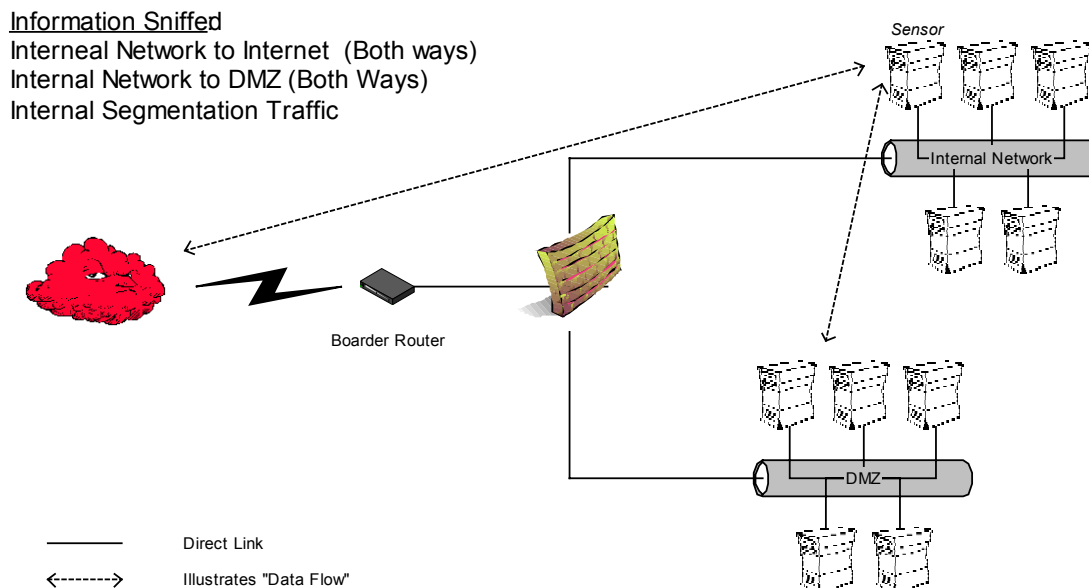 Information Sniffed
Interneal Network to Internet  (Both ways)
Internal Network to DMZ (Both Ways)
Internal Segmentation Traffic
Sensor
Internal Network
Boarder Router
DMZ
Direct Link
Illustrates "Data Flow"